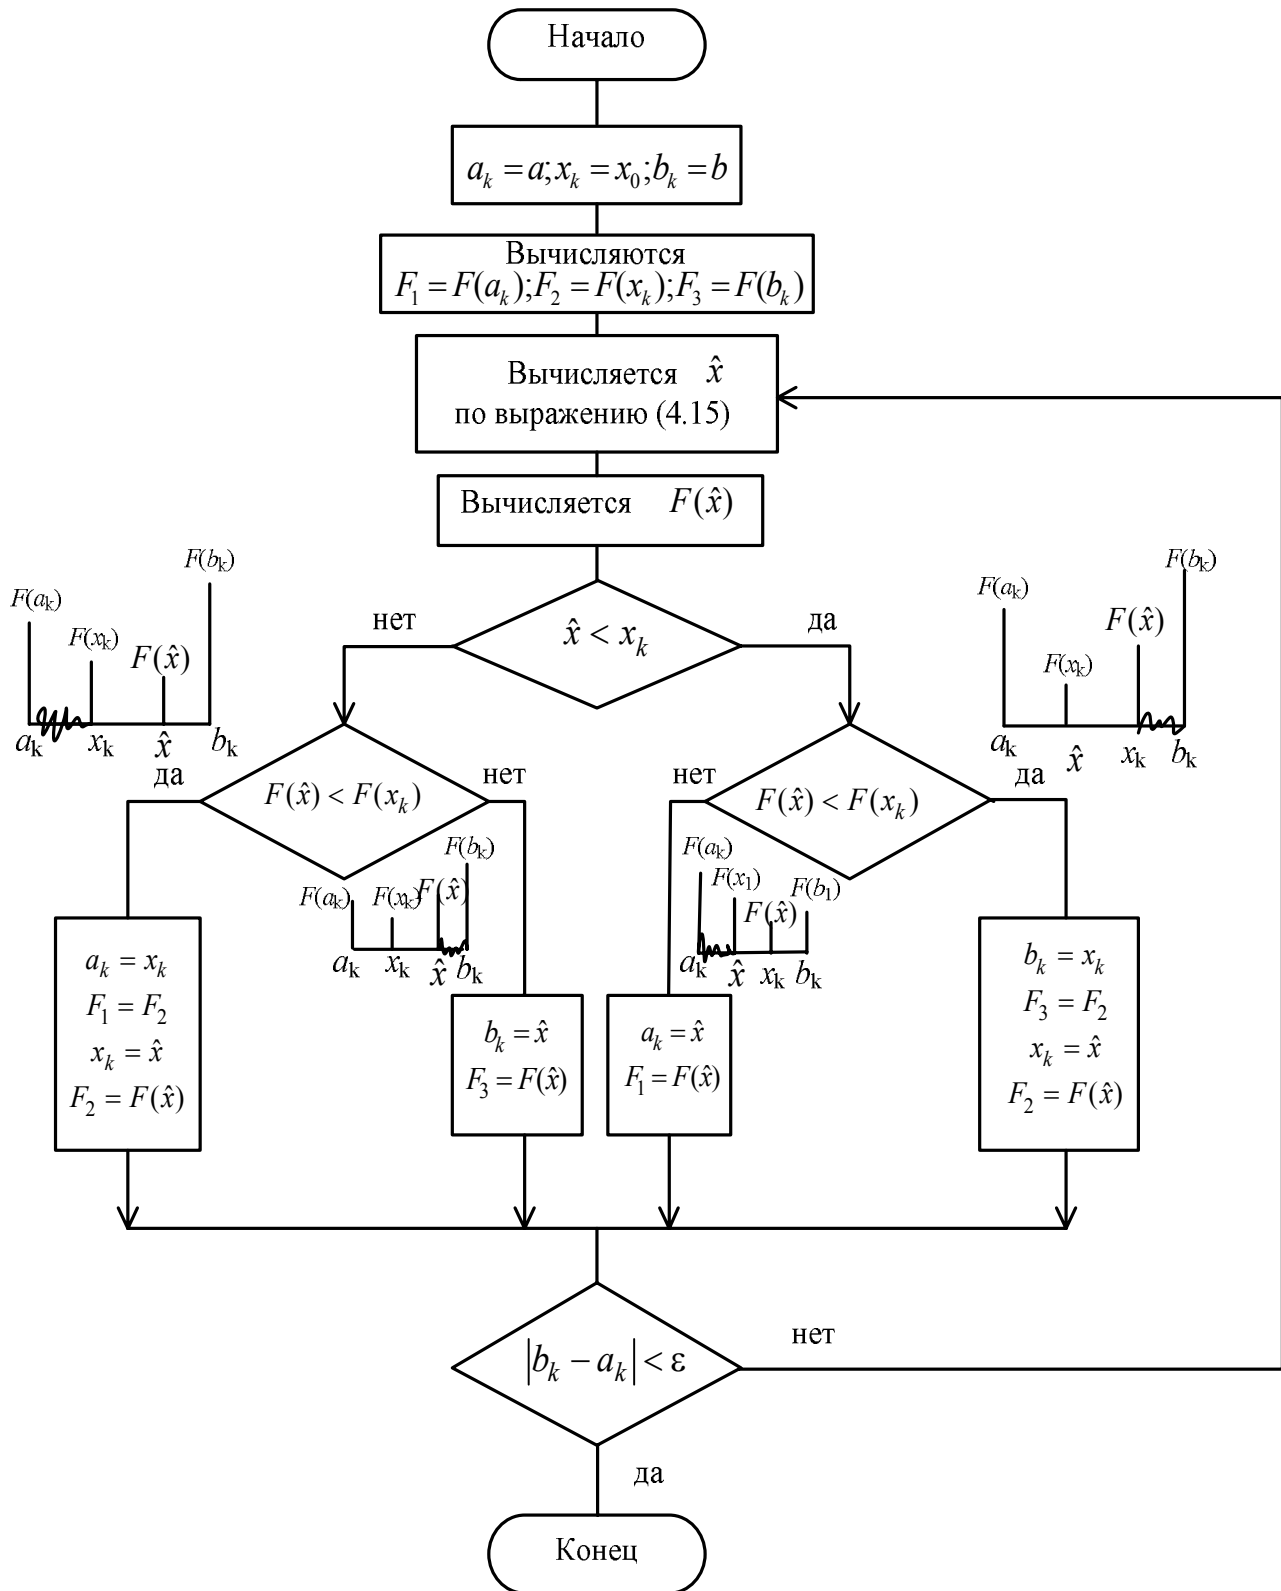 Начало
a_k = a; x_k = x_0; b_k = b
Вычисляются
F_1 = F(a_k); F_2 = F(x_k); F_3 = F(b_k)
Вычисляется x̂
по выражению (4.15)
Вычисляется F(x̂)
x̂ < x_k
нет
да
F(a_k)
F(x_k)
F(x̂)
F(b_k)
a_k x_k x̂ b_k
F(a_k)
F(x_k)
F(x̂)
F(b_k)
a_k x̂ x_k b_k
F(x̂) < F(x_k)
да
нет
F(x̂) < F(x_k)
нет
да
F(a_k)
F(x_k)
F(x̂)
F(b_k)
a_k x_k x̂ b_k
F(a_k)
F(x_1)
F(x̂)
F(b_1)
a_k x̂ x_k b_k
a_k = x_k
F_1 = F_2
x_k = x̂
F_2 = F(x̂)
b_k = x̂
F_3 = F(x̂)
a_k = x̂
F_1 = F(x̂)
b_k = x_k
F_3 = F_2
x_k = x̂
F_2 = F(x̂)
|b_k − a_k| < ε
нет
да
Конец